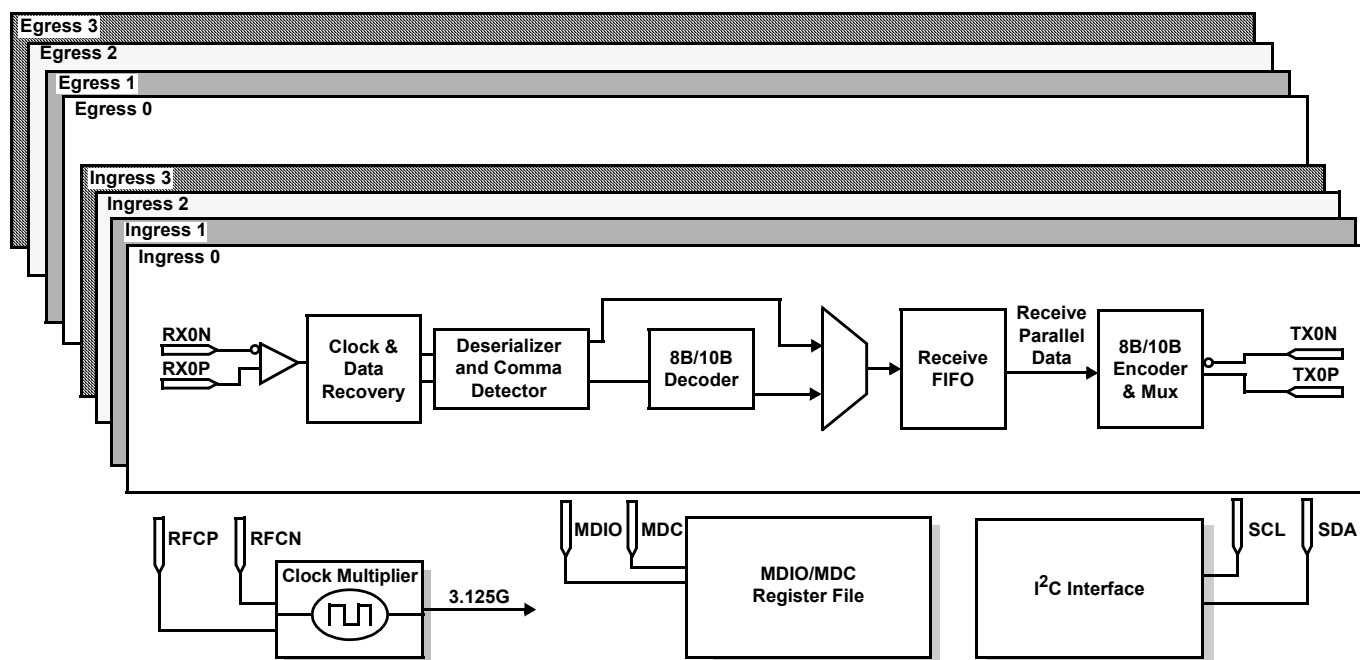 Egress 3
Egress 2
Egress 1
Egress 0
Ingress 3
Ingress 2
Ingress 1
Ingress 0
RX0N
RX0P
Clock &
Data
Recovery
Deserializer
and Comma
Detector
8B/10B
Decoder
Receive
FIFO
Receive
Parallel
Data
8B/10B
Encoder
& Mux
TX0N
TX0P
RFCP
RFCN
Clock Multiplier
3.125G
MDIO
MDC
MDIO/MDC
Register File
I²C Interface
SCL
SDA